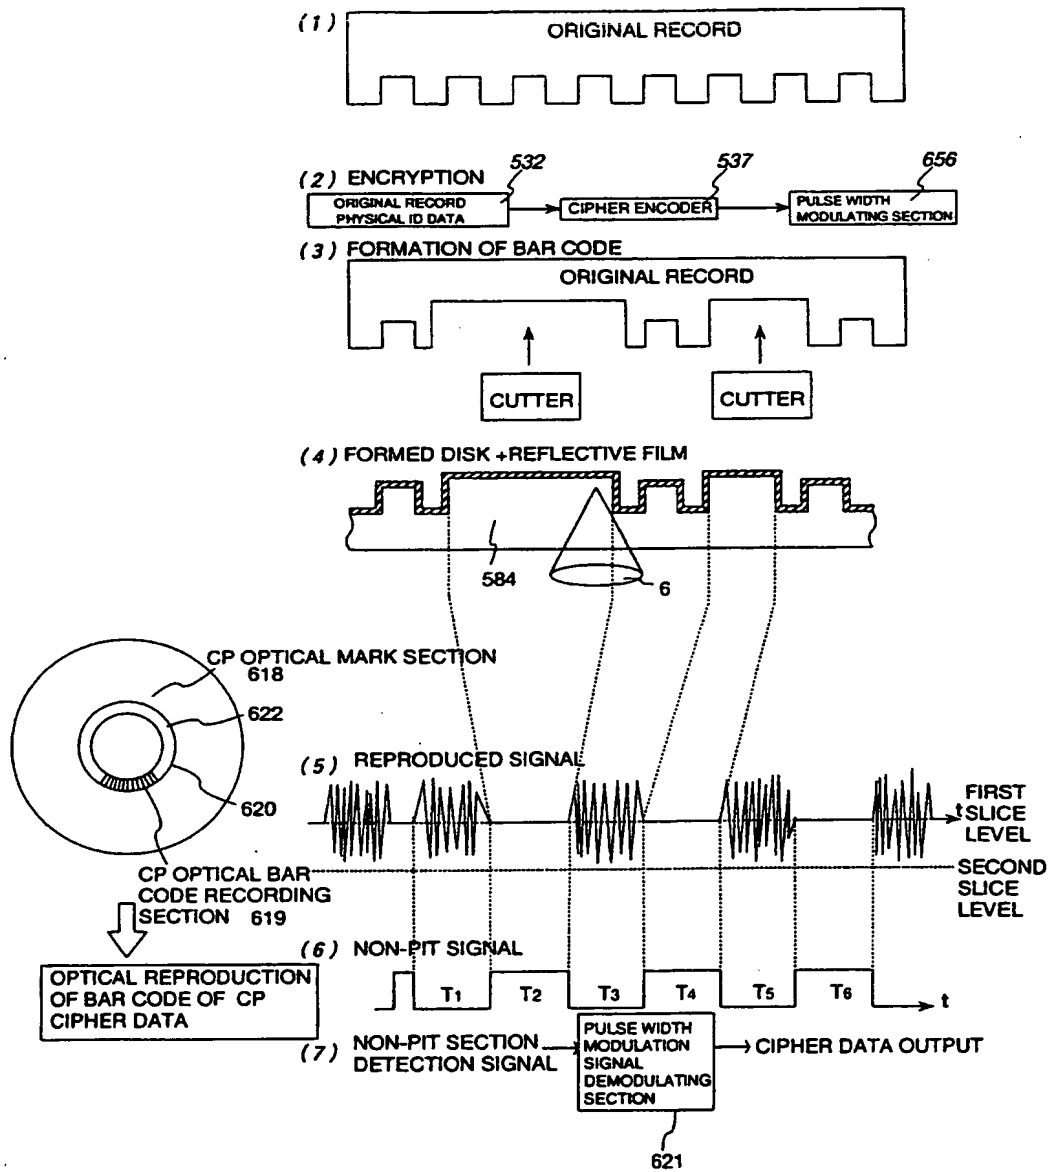 (1)
ORIGINAL RECORD
(2) ENCRYPTION
532
537
656
ORIGINAL RECORD
PHYSICAL ID DATA
CIPHER ENCODER
PULSE WIDTH
MODULATING SECTION
(3) FORMATION OF BAR CODE
ORIGINAL RECORD
CUTTER
CUTTER
(4) FORMED DISK +REFLECTIVE FILM
584
6
CP OPTICAL MARK SECTION
618
622
620
CP OPTICAL BAR
CODE RECORDING
SECTION 619
OPTICAL REPRODUCTION
OF BAR CODE OF CP
CIPHER DATA
(5) REPRODUCED SIGNAL
t
FIRST
SLICE
LEVEL
SECOND
SLICE
LEVEL
(6) NON-PIT SIGNAL
T1
T2
T3
T4
T5
T6
t
(7) NON-PIT SECTION
DETECTION SIGNAL
PULSE WIDTH
MODULATION
SIGNAL
DEMODULATING
SECTION
CIPHER DATA OUTPUT
621